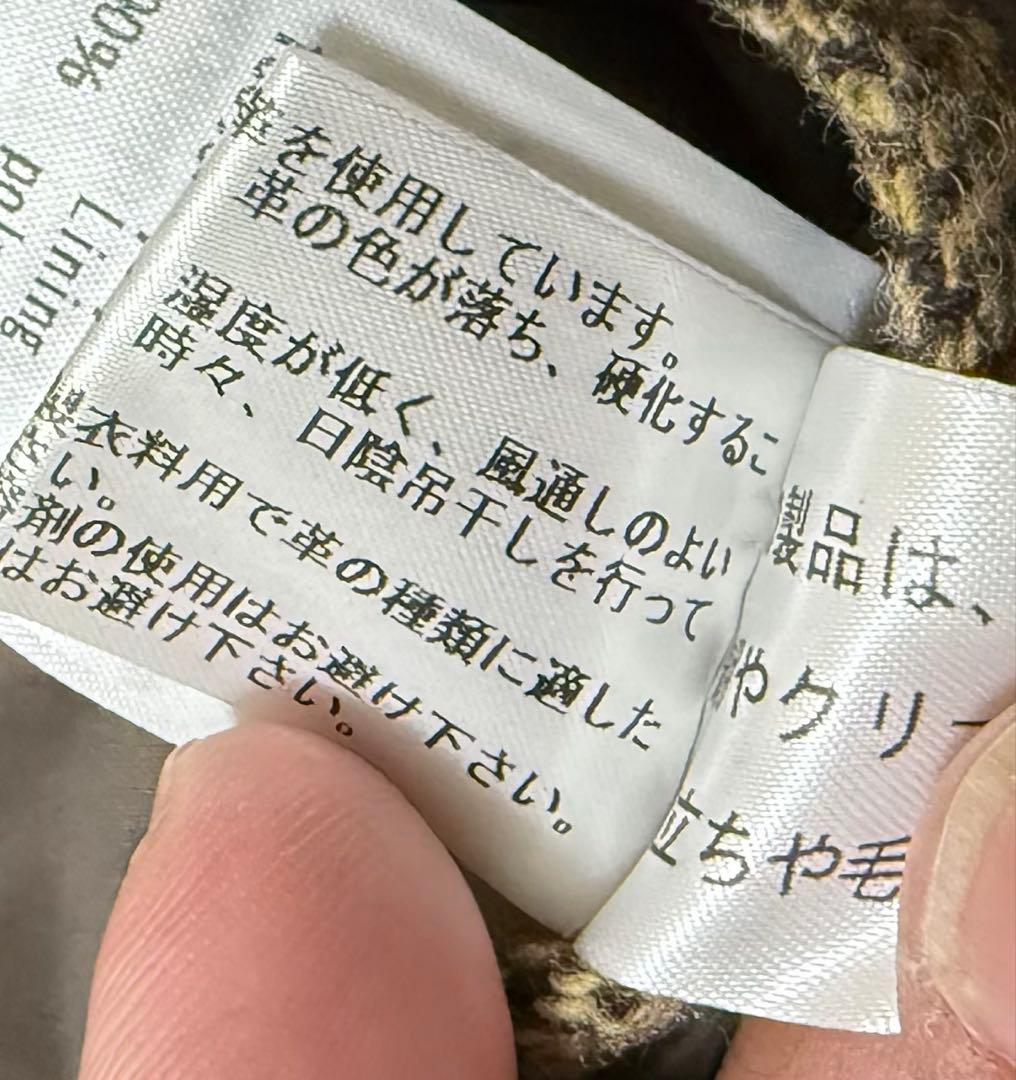 00%
pol
Lining
革を使用しています。
革の色が落ち、硬化するこ
湿度が低く、風通しのよい
時々、日陰吊干しを行って
衣料用で革の種類に適した
い。
剤の使用はお避け下さい。
はお避け下さい。
製品は、
やクリー
立ちや毛